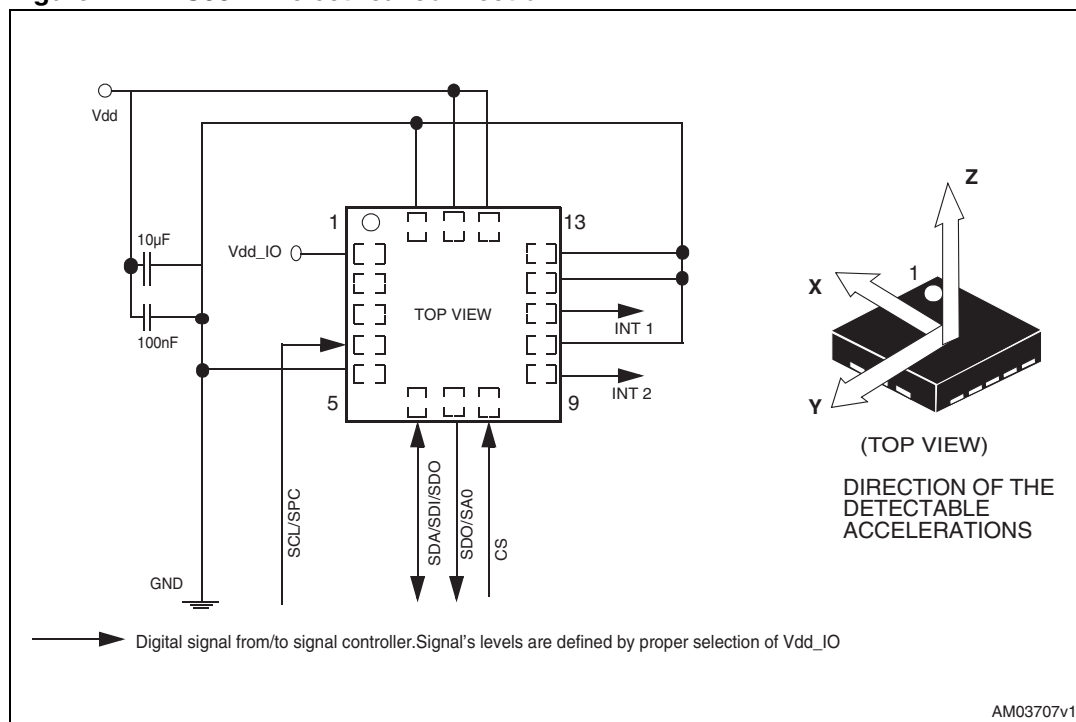 Vdd
1
13
10µF
Vdd_IO
TOP VIEW
INT 1
100nF
INT 2
5
9
SCL/SPC
SDA/SDI/SDO
SDO/SA0
CS
GND
Z
1
X
Y
(TOP VIEW)
DIRECTION OF THE
DETECTABLE
ACCELERATIONS
Digital signal from/to signal controller.Signal's levels are defined by proper selection of Vdd_IO
AM03707v1